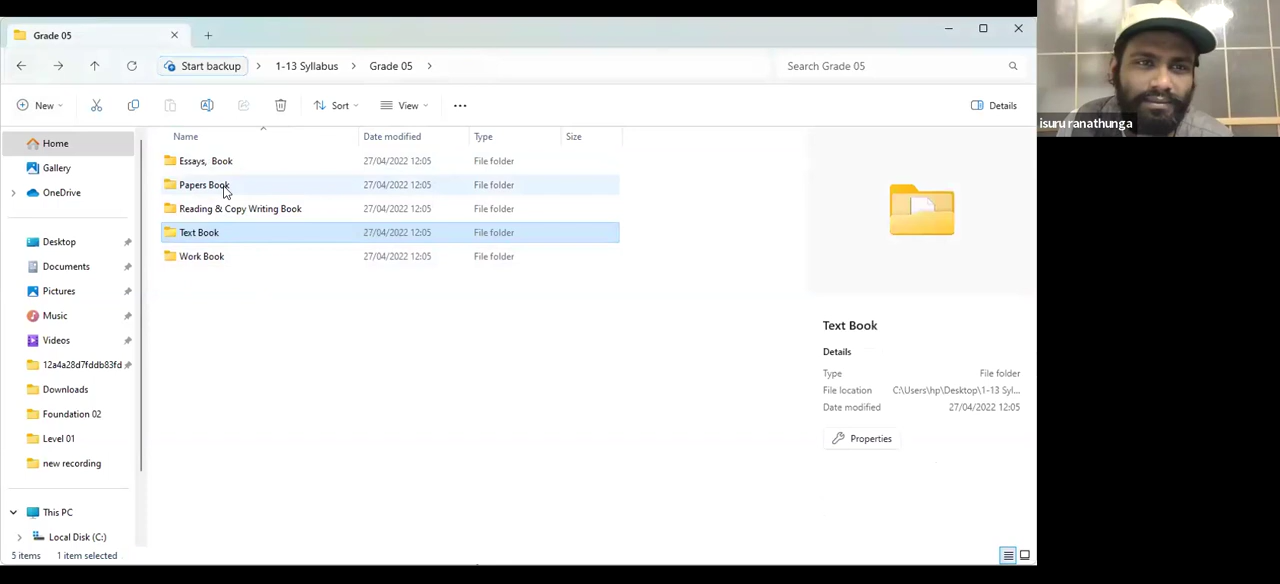 Grade 05
Start backup > 1-13 Syllabus > Grade 05 >
Search Grade 05
New
Sort
View
Details
Name Date modified Type Size
Essays, Book 27/04/2022 12:05 File folder
Papers Book 27/04/2022 12:05 File folder
Reading & Copy Writing Book 27/04/2022 12:05 File folder
Text Book 27/04/2022 12:05 File folder
Work Book 27/04/2022 12:05 File folder
Home
Gallery
OneDrive
Desktop
Documents
Pictures
Music
Videos
12a4a28d7fddb83fd
Downloads
Foundation 02
Level 01
new recording
This PC
Local Disk (C:)
5 items 1 item selected
Text Book
Details
Type File folder
File location C:\Users\hp\Desktop\1-13 Syl...
Date modified 27/04/2022 12:05
Properties
isuru ranathunga